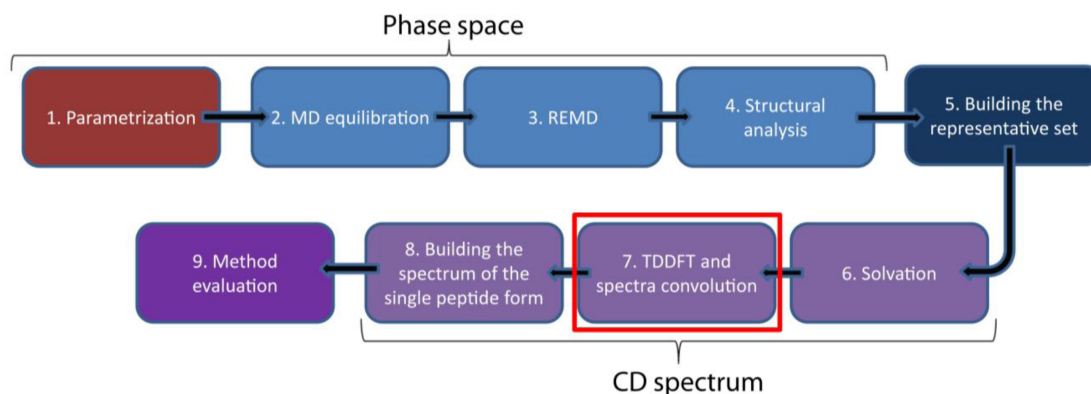 Phase space
1. Parametrization
2. MD equilibration
3. REMD
4. Structural
analysis
5. Building the
representative set
9. Method
evaluation
8. Building the
spectrum of the
single peptide form
7. TDDFT and
spectra convolution
6. Solvation
CD spectrum